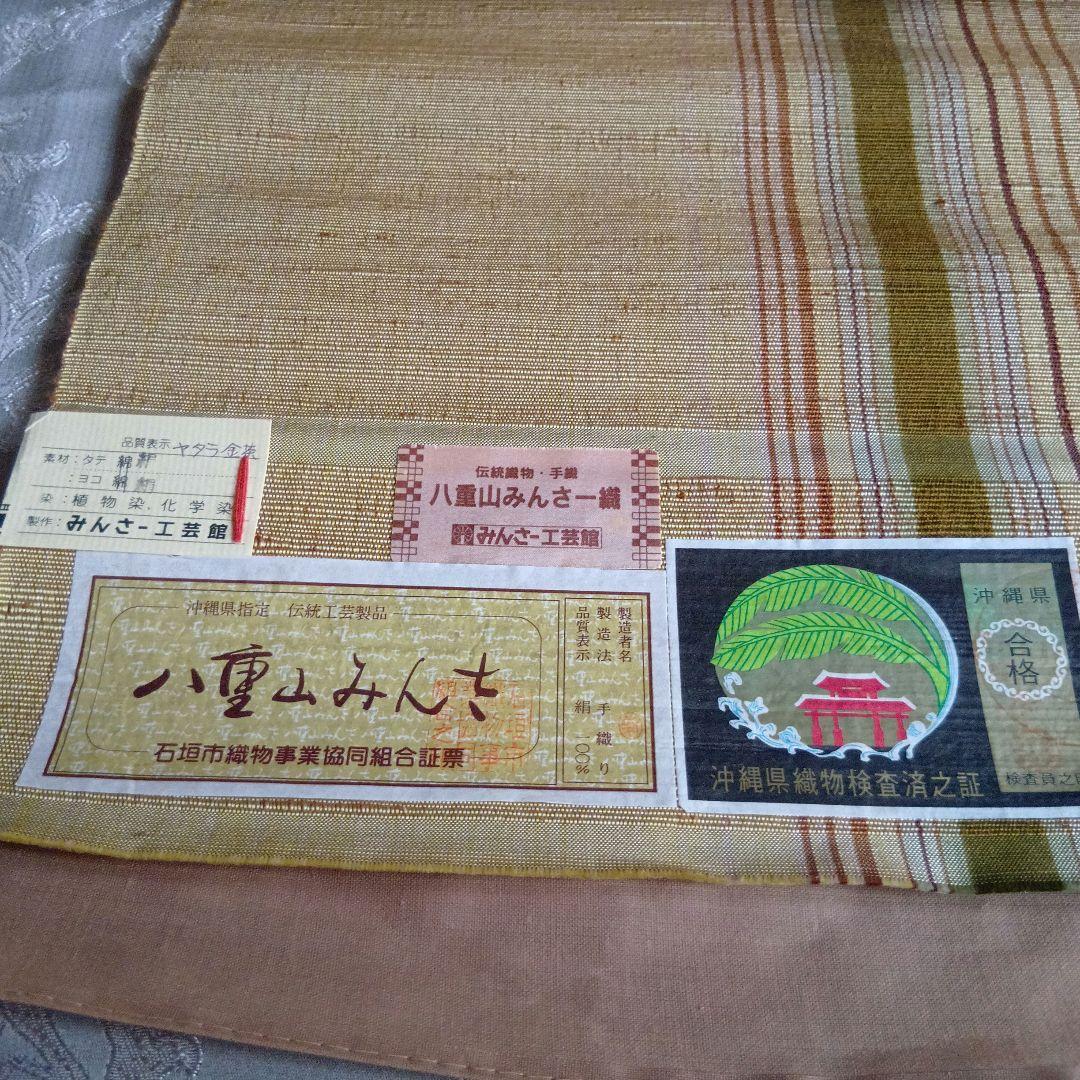 品質表示 ヤタラ
素材:タテ 絹
:ヨコ 絹
染:植物染、化学染
製作:みんさー工芸館
伝統織物・手織
八重山みんさー織
みんさー工芸館
沖縄県指定 伝統工芸製品
八重山みんさー
石垣市織物事業協同組合証票
製造者名
製造法 手織り
品質表示 絹一〇〇%
沖縄県
合格
検査員之
沖縄県織物検査済之証